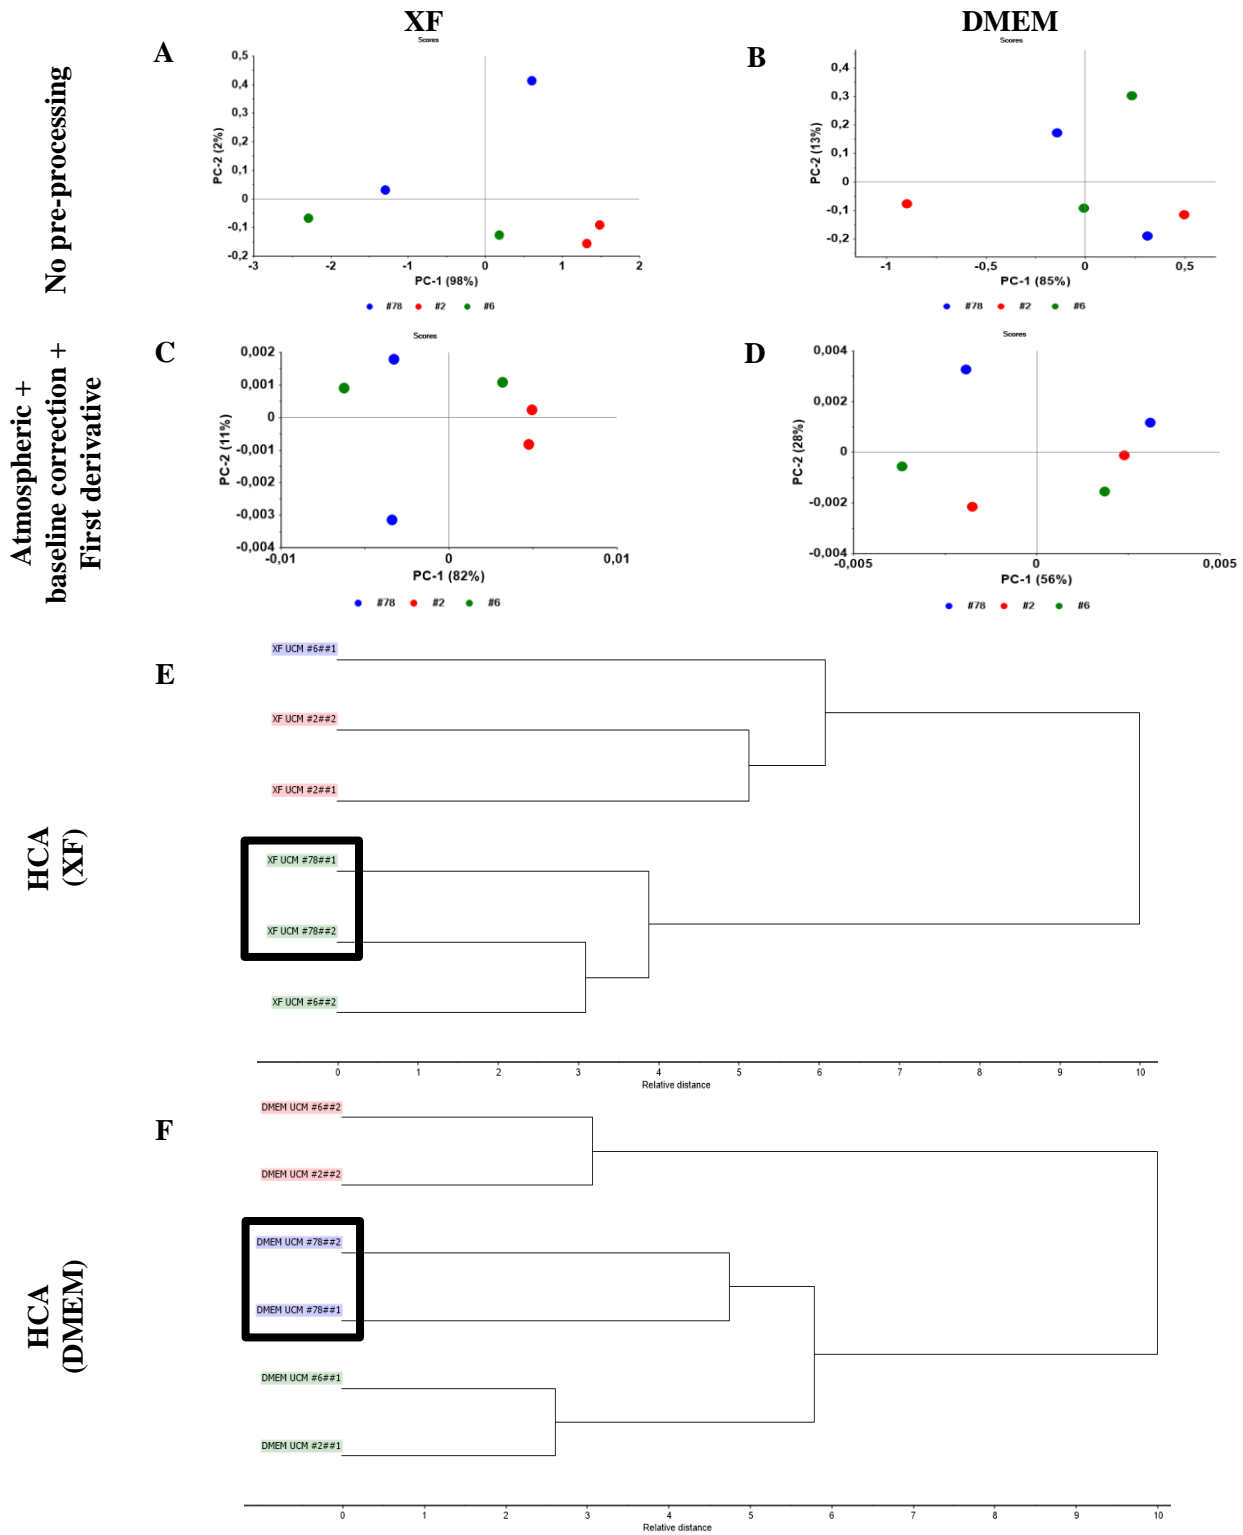 XF
DMEM
No pre-processing
A
Scores
0,5
0,4
0,3
0,2
0,1
0
-0,1
-0,2
PC-2 (2%)
-3 -2 -1 0 1 2
PC-1 (98%)
#78 #2 #6
B
Scores
0,4
0,3
0,2
0,1
0
-0,1
-0,2
PC-2 (13%)
-1 -0,5 0 0,5
PC-1 (85%)
#78 #2 #6
Atmospheric +
baseline correction +
First derivative
C
Scores
0,002
0,001
0
-0,001
-0,002
-0,003
-0,004
PC-2 (11%)
-0,01 0 0,01
PC-1 (82%)
#78 #2 #6
D
Scores
0,004
0,002
0
-0,002
-0,004
PC-2 (28%)
-0,005 0 0,005
PC-1 (56%)
#78 #2 #6
HCA
(XF)
E
XF UCM #6##1
XF UCM #2##2
XF UCM #2##1
XF UCM #78##1
XF UCM #78##2
XF UCM #6##2
0 1 2 3 4 5 6 7 8 9 10
Relative distance
HCA
(DMEM)
F
DMEM UCM #6##2
DMEM UCM #2##2
DMEM UCM #78##2
DMEM UCM #78##1
DMEM UCM #6##1
DMEM UCM #2##1
0 1 2 3 4 5 6 7 8 9 10
Relative distance